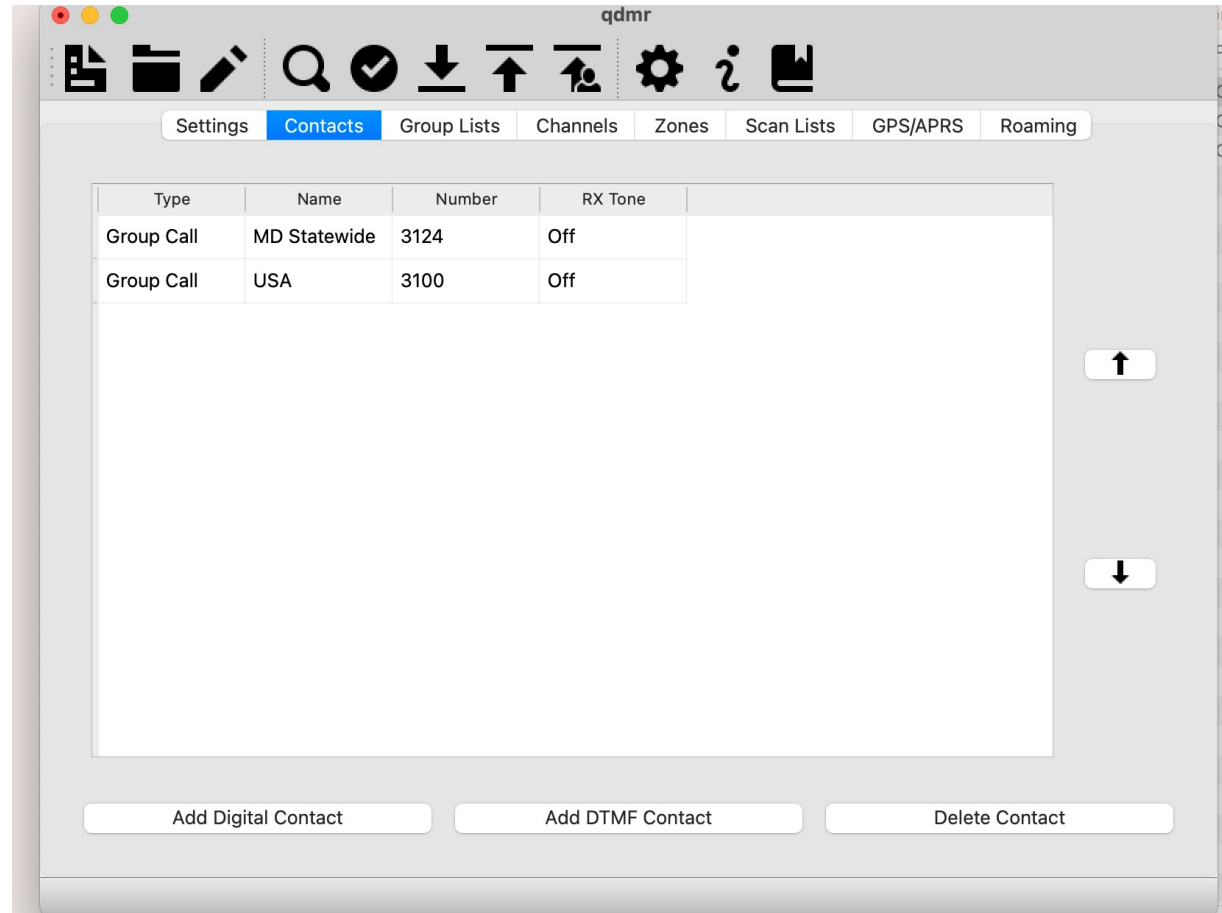 qdmr
Settings Contacts Group Lists Channels Zones Scan Lists GPS/APRS Roaming
Type Name Number RX Tone
Group Call MD Statewide 3124 Off
Group Call USA 3100 Off
Add Digital Contact Add DTMF Contact Delete Contact